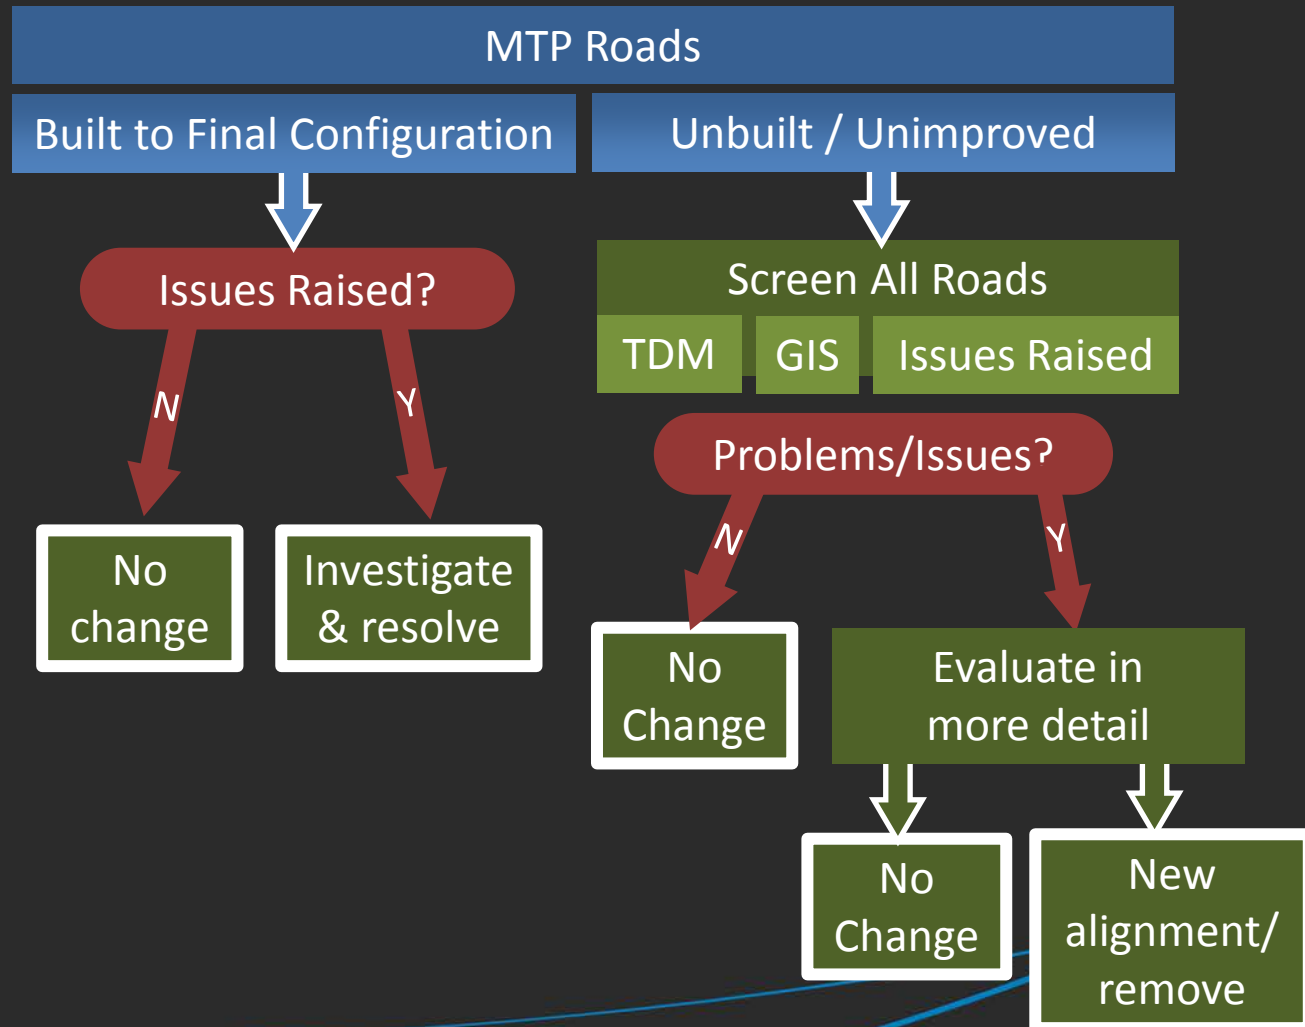 MTP Roads
Built to Final Configuration
Unbuilt / Unimproved
Issues Raised?
N
Y
No
change
Investigate
& resolve
Screen All Roads
TDM
GIS
Issues Raised
Problems/Issues?
N
Y
No
Change
Evaluate in
more detail
No
Change
New
alignment/
remove